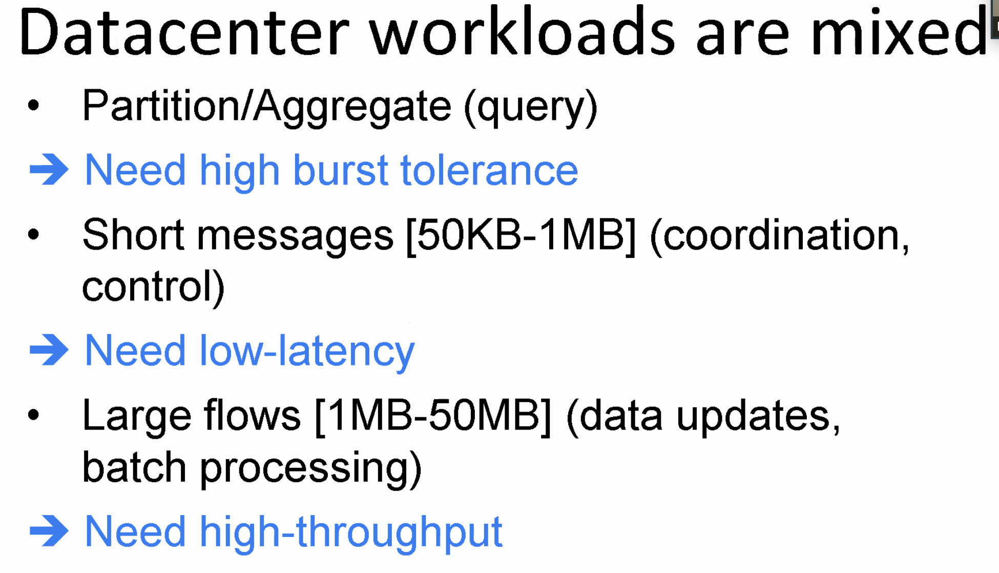 Datacenter workloads are mixed
• Partition/Aggregate (query)
➔ Need high burst tolerance
• Short messages [50KB-1MB] (coordination,
control)
➔ Need low-latency
• Large flows [1MB-50MB] (data updates,
batch processing)
➔ Need high-throughput